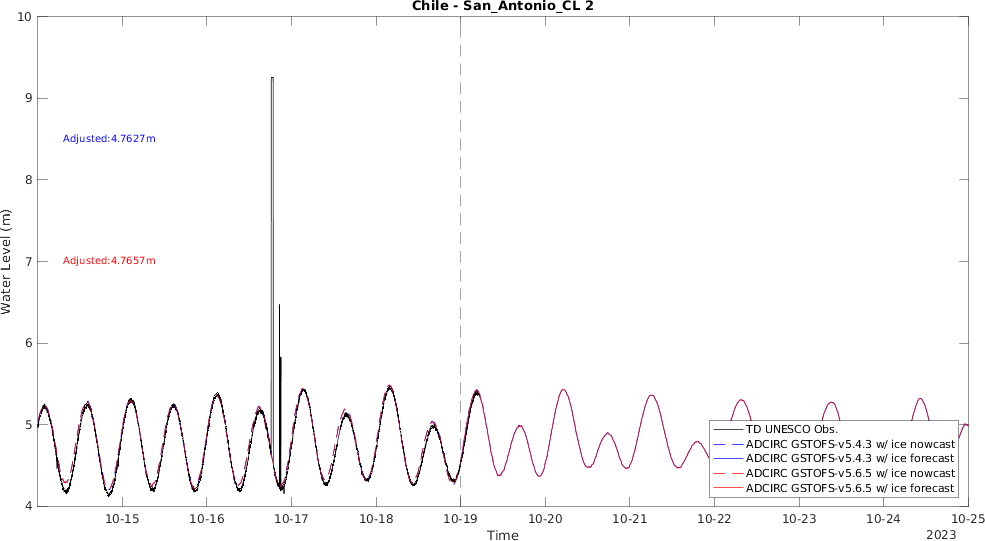 Chile - San_Antonio_CL 2
10
9
Adjusted:4.7627m
8
7
Adjusted:4.7657m
6
5
4
Water Level (m)
TD UNESCO Obs.
ADCIRC GSTOFS-v5.4.3 w/ ice nowcast
ADCIRC GSTOFS-v5.4.3 w/ ice forecast
ADCIRC GSTOFS-v5.6.5 w/ ice nowcast
ADCIRC GSTOFS-v5.6.5 w/ ice forecast
10-15 10-16 10-17 10-18 10-19 10-20 10-21 10-22 10-23 10-24 10-25
Time
2023